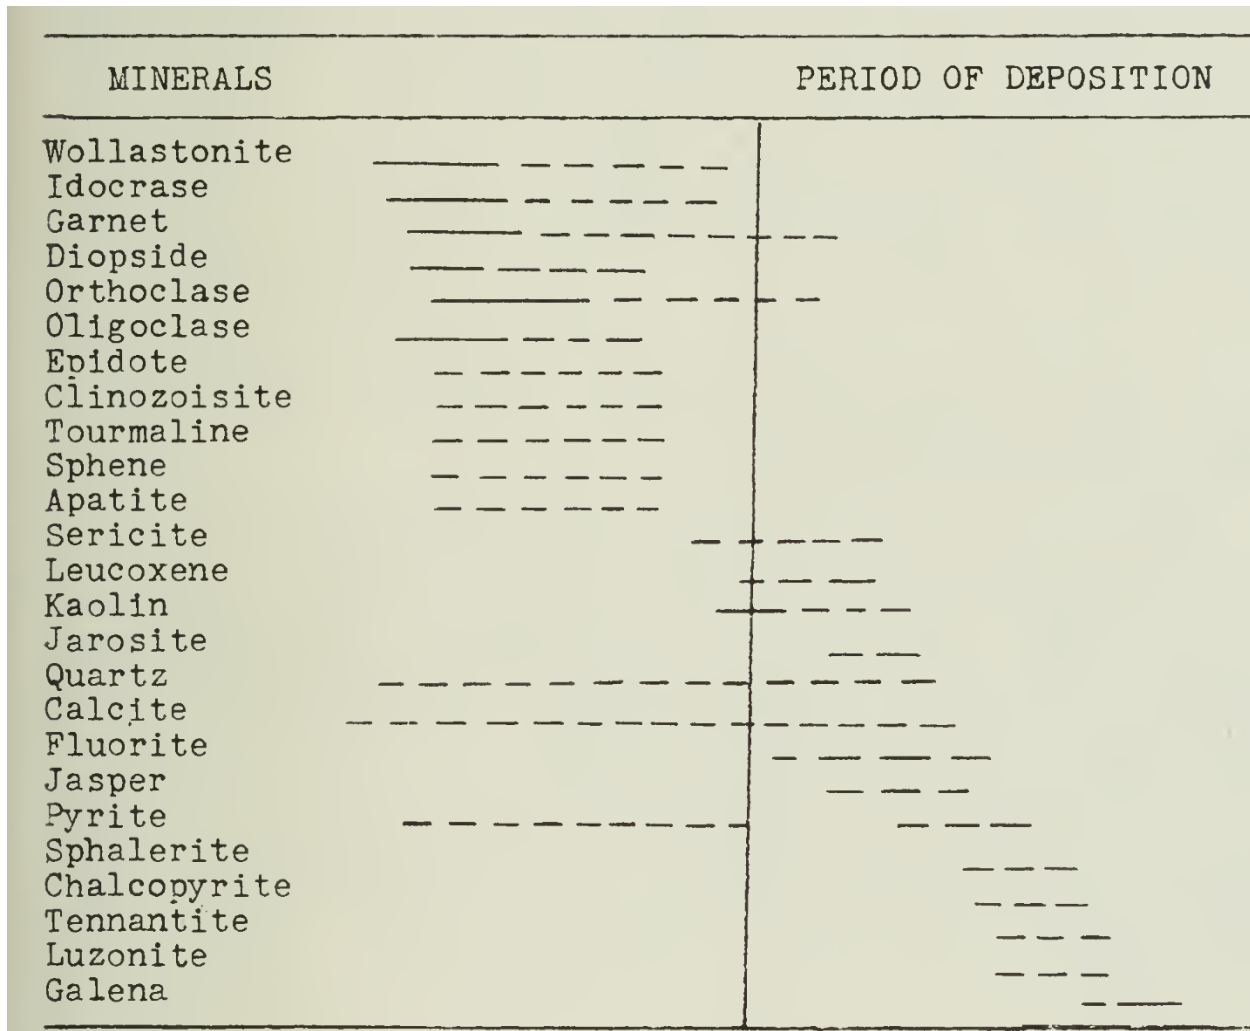 MINERALS PERIOD OF DEPOSITION
Wollastonite
Idocrase
Garnet
Diopside
Orthoclase
Oligoclase
Epidote
Clinozoisite
Tourmaline
Sphene
Apatite
Sericite
Leucoxene
Kaolin
Jarosite
Quartz
Calcite
Fluorite
Jasper
Pyrite
Sphalerite
Chalcopyrite
Tennantite
Luzonite
Galena